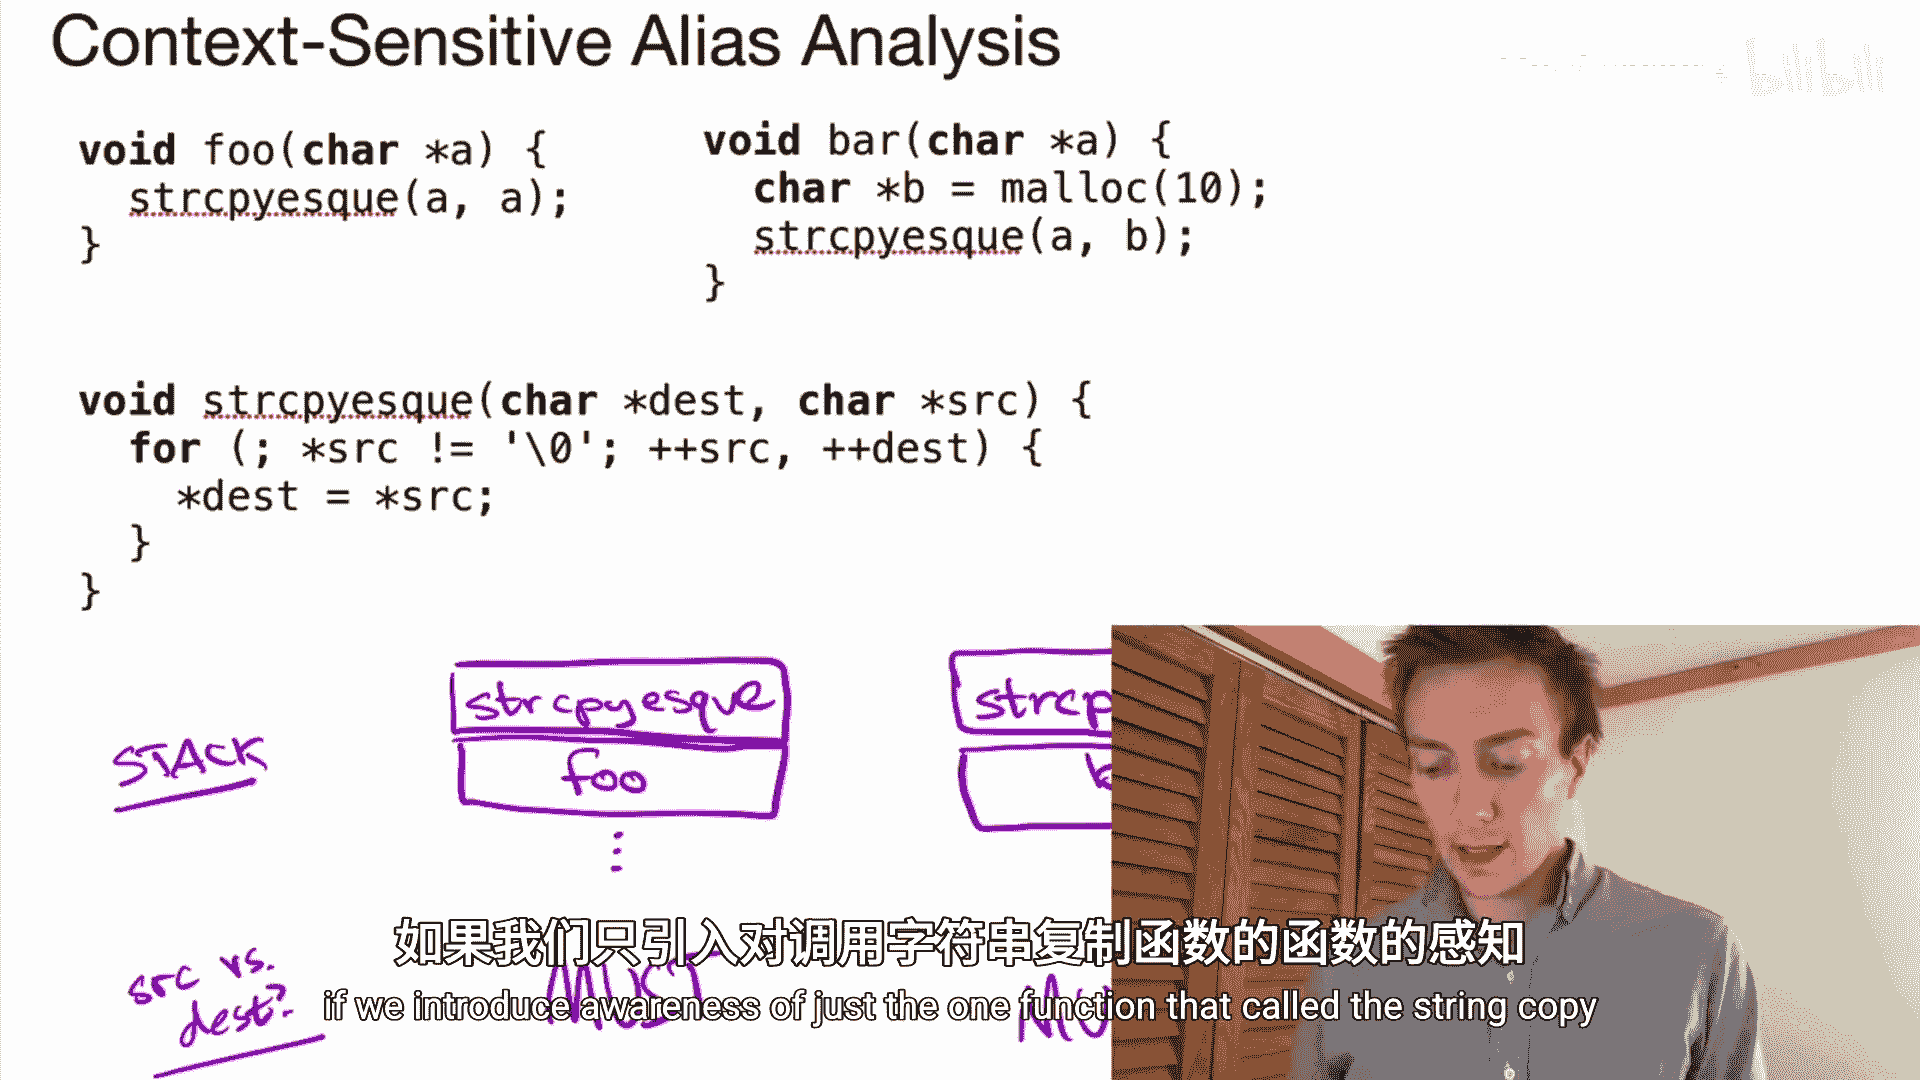 Context-Sensitive Alias Analysis
bilibili
void foo(char *a) {
  strcpyesque(a, a);
}
void bar(char *a) {
  char *b = malloc(10);
  strcpyesque(a, b);
}
void strcpyesque(char *dest, char *src) {
  for (; *src != '\0'; ++src, ++dest) {
    *dest = *src;
  }
}
STACK
strcpyesque
foo
src vs.
dest?
MUST
如果我们只引入对调用字符串复制函数的函数的感知
if we introduce awareness of just the one function that called the string copy